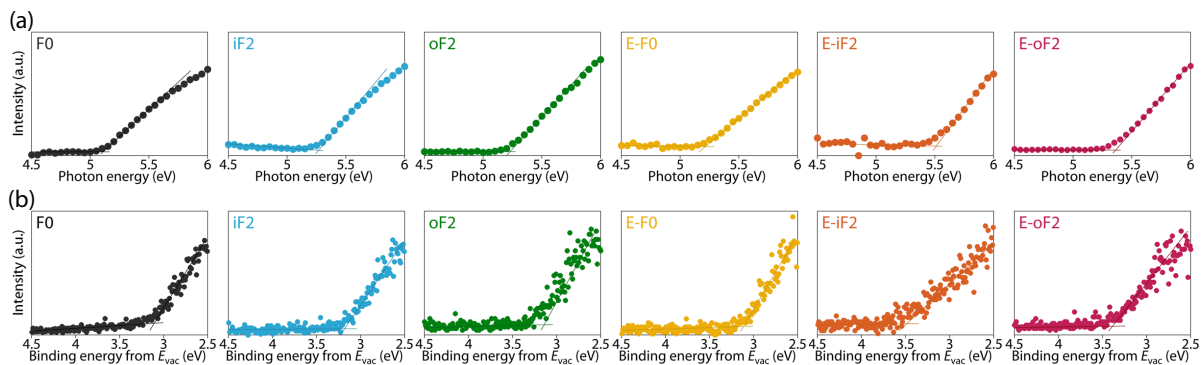 (a)
F0
iF2
oF2
E-F0
E-iF2
E-oF2
Intensity (a.u.)
4.5 5 5.5 6
4.5 5 5.5 6
4.5 5 5.5 6
4.5 5 5.5 6
4.5 5 5.5 6
4.5 5 5.5 6
Photon energy (eV)
Photon energy (eV)
Photon energy (eV)
Photon energy (eV)
Photon energy (eV)
Photon energy (eV)
(b)
F0
iF2
oF2
E-F0
E-iF2
E-oF2
Intensity (a.u.)
4.5 4 3.5 3 2.5
4.5 4 3.5 3 2.5
4.5 4 3.5 3 2.5
4.5 4 3.5 3 2.5
4.5 4 3.5 3 2.5
4.5 4 3.5 3 2.5
Binding energy from Evac (eV)
Binding energy from Evac (eV)
Binding energy from Evac (eV)
Binding energy from Evac (eV)
Binding energy from Evac (eV)
Binding energy from Evac (eV)